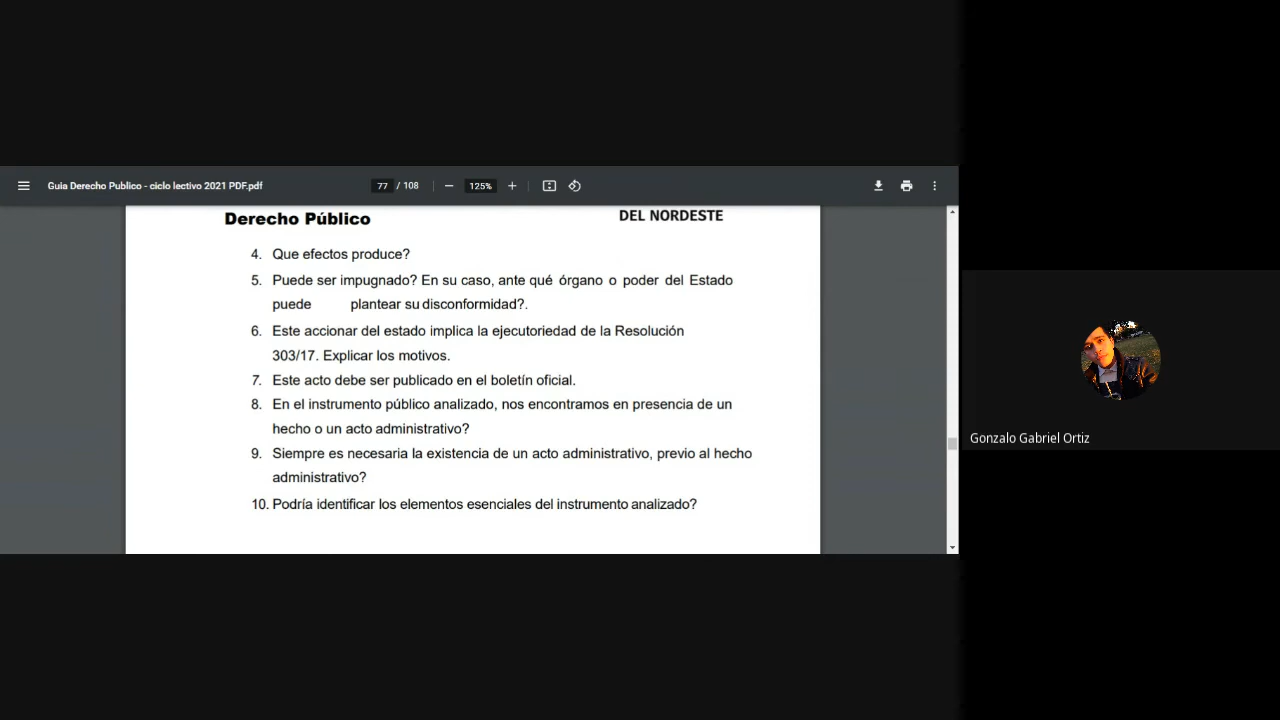 Guia Derecho Publico - ciclo lectivo 2021 PDF.pdf
77 / 108
125%
Derecho Público
DEL NORDESTE
4. Que efectos produce?
5. Puede ser impugnado? En su caso, ante qué órgano o poder del Estado
puede plantear su disconformidad?.
6. Este accionar del estado implica la ejecutoriedad de la Resolución
303/17. Explicar los motivos.
7. Este acto debe ser publicado en el boletín oficial.
8. En el instrumento público analizado, nos encontramos en presencia de un
hecho o un acto administrativo?
9. Siempre es necesaria la existencia de un acto administrativo, previo al hecho
administrativo?
10. Podría identificar los elementos esenciales del instrumento analizado?
Gonzalo Gabriel Ortiz